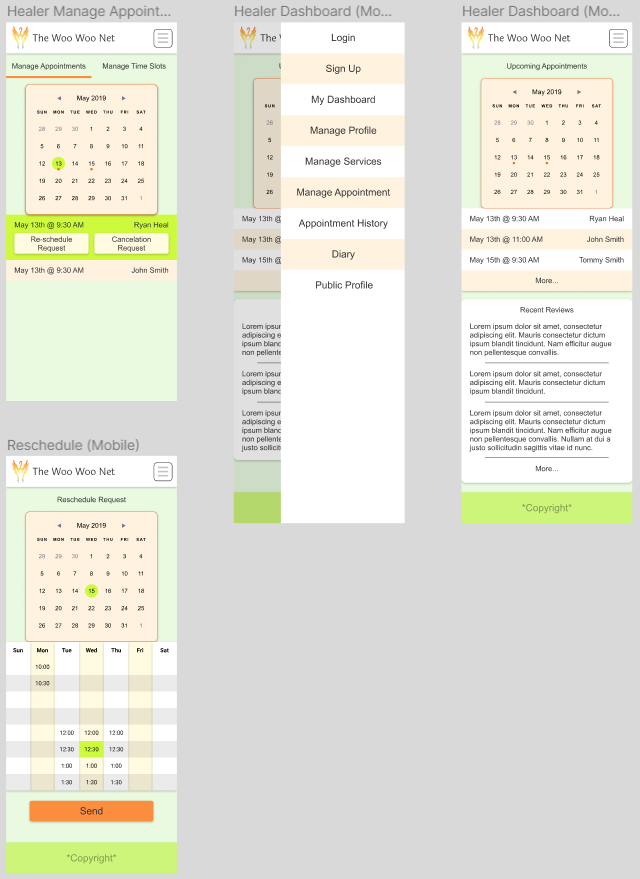 Healer Manage Appoint...
The Woo Woo Net
Manage Appointments Manage Time Slots
May 2019
SUN MON TUE WED THU FRI SAT
28 29 30 1 2 3 4
5 6 7 8 9 10 11
12 13 14 15 16 17 18
19 20 21 22 23 24 25
26 27 28 29 30 31 1
May 13th @ 9:30 AM Ryan Heal
Re-schedule Request
Cancelation Request
May 13th @ 9:30 AM John Smith
Healer Dashboard (Mo...
The W
U
SUN
26
5
12
19
26
May 13th @
May 13th @
May 15th @
Lorem ipsu
adipiscing e
ipsum bland
non pellente
Lorem ipsu
adipiscing e
ipsum bland
Lorem ipsu
adipiscing e
ipsum bland
non pellente
justo sollicit
Login
Sign Up
My Dashboard
Manage Profile
Manage Services
Manage Appointment
Appointment History
Diary
Public Profile
Healer Dashboard (Mo...
The Woo Woo Net
Upcoming Appointments
May 2019
SUN MON TUE WED THU FRI SAT
28 29 30 1 2 3 4
5 6 7 8 9 10 11
12 13 14 15 16 17 18
19 20 21 22 23 24 25
26 27 28 29 30 31 1
May 13th @ 9:30 AM Ryan Heal
May 13th @ 11:00 AM John Smith
May 15th @ 9:30 AM Tommy Smith
More...
Recent Reviews
Lorem ipsum dolor sit amet, consectetur
adipiscing elit. Mauris consectetur dictum
ipsum blandit tincidunt. Nam efficitur augue
non pellentesque convallis.
Lorem ipsum dolor sit amet, consectetur
adipiscing elit. Mauris consectetur dictum
ipsum blandit tincidunt.
Lorem ipsum dolor sit amet, consectetur
adipiscing elit. Mauris consectetur dictum
ipsum blandit tincidunt. Nam efficitur augue
non pellentesque convallis. Nullam at dui a
justo sollicitudin sagittis vitae id nunc.
More...
*Copyright*
Reschedule (Mobile)
The Woo Woo Net
Reschedule Request
May 2019
SUN MON TUE WED THU FRI SAT
28 29 30 1 2 3 4
5 6 7 8 9 10 11
12 13 14 15 16 17 18
19 20 21 22 23 24 25
26 27 28 29 30 31 1
Sun Mon Tue Wed Thu Fri Sat
10:00
10:30
12:00 12:00 12:00
12:30 12:30 12:30
1:00 1:00 1:00
1:30 1:30 1:30
Send
*Copyright*